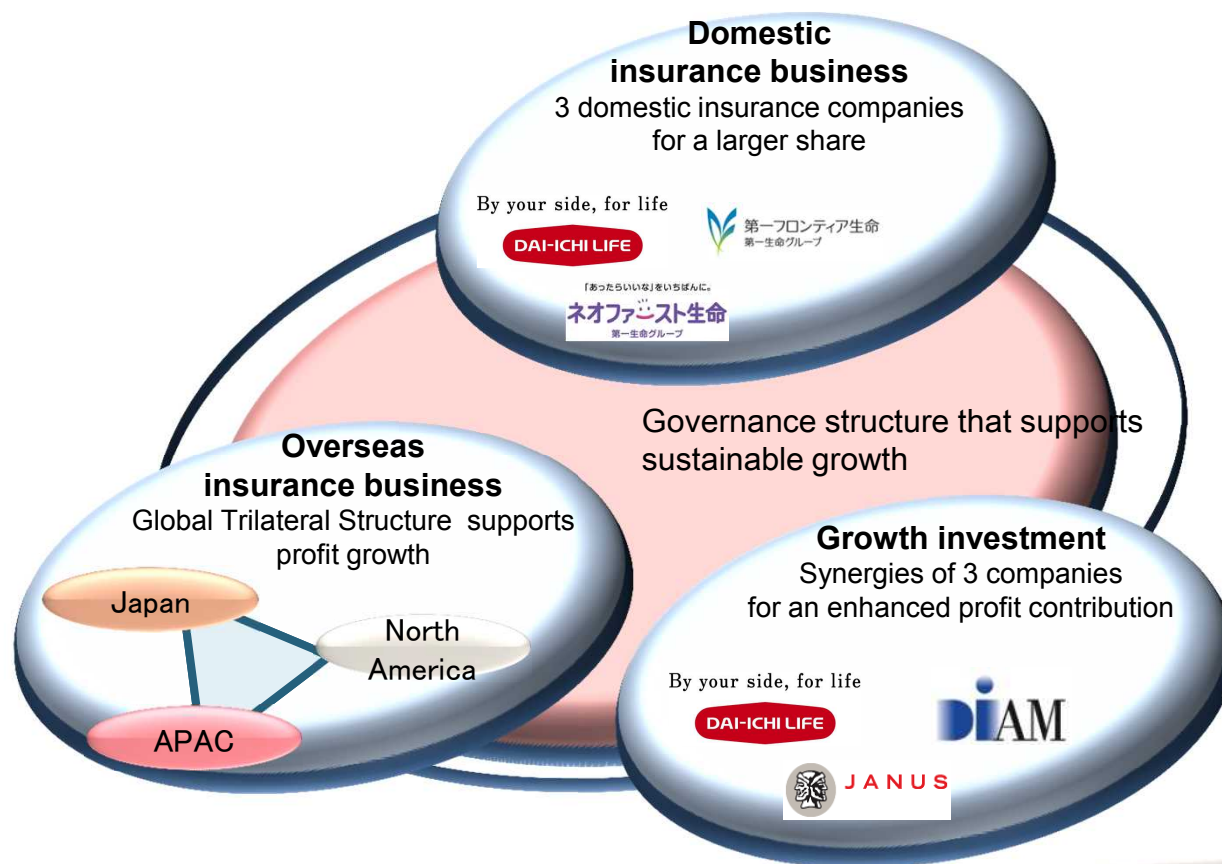 Domestic
insurance business
3 domestic insurance companies
for a larger share
By your side, for life
DAI-ICHI LIFE
第一フロンティア生命
第一生命グループ
「あったらいいな」をいちばんに。
ネオファースト生命
第一生命グループ
Governance structure that supports
sustainable growth
Overseas
insurance business
Global Trilateral Structure supports
profit growth
Japan
North
America
APAC
Growth investment
Synergies of 3 companies
for an enhanced profit contribution
By your side, for life
DAI-ICHI LIFE
DIAM
JANUS